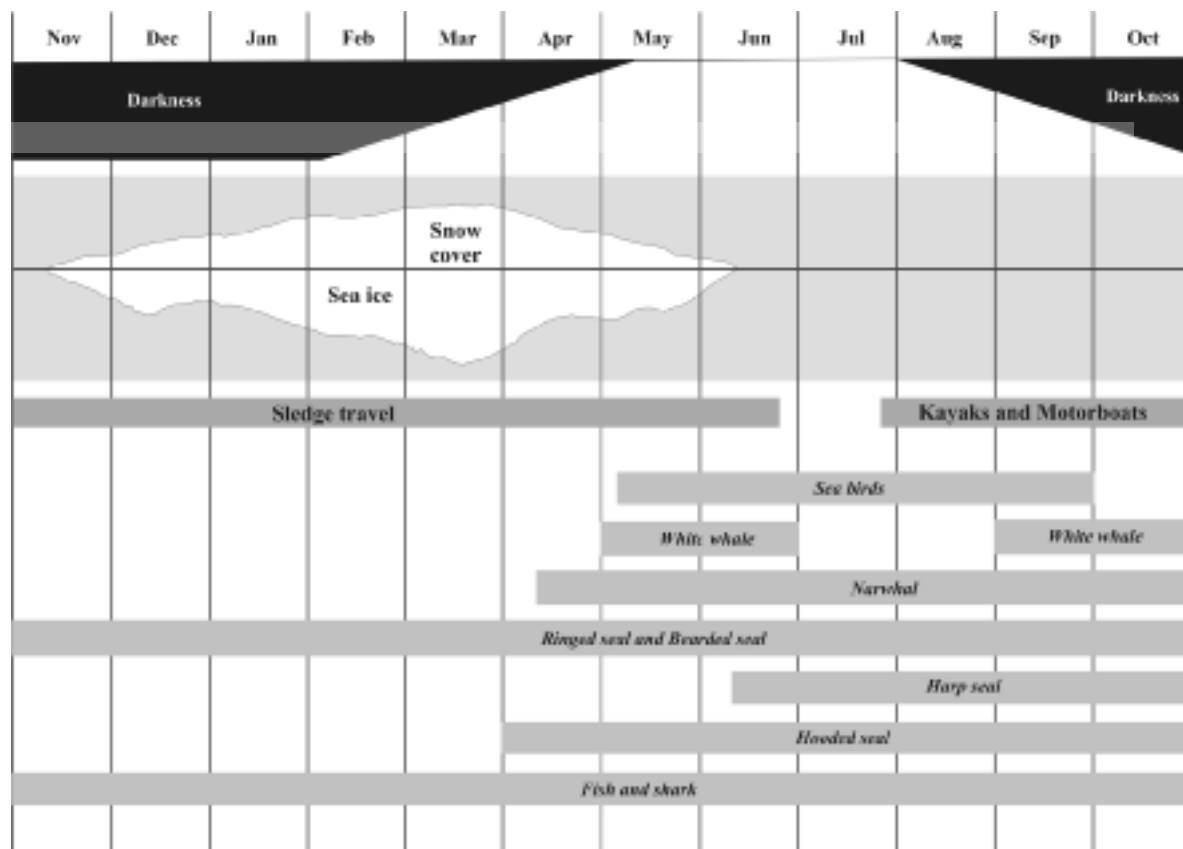 Nov Dec Jan Feb Mar Apr May Jun Jul Aug Sep Oct
Darkness
Darkness
Snow
cover
Sea ice
Sledge travel
Kayaks and Motorboats
Sea birds
White whale
White whale
Narwhal
Ringed seal and Bearded seal
Harp seal
Hooded seal
Fish and shark